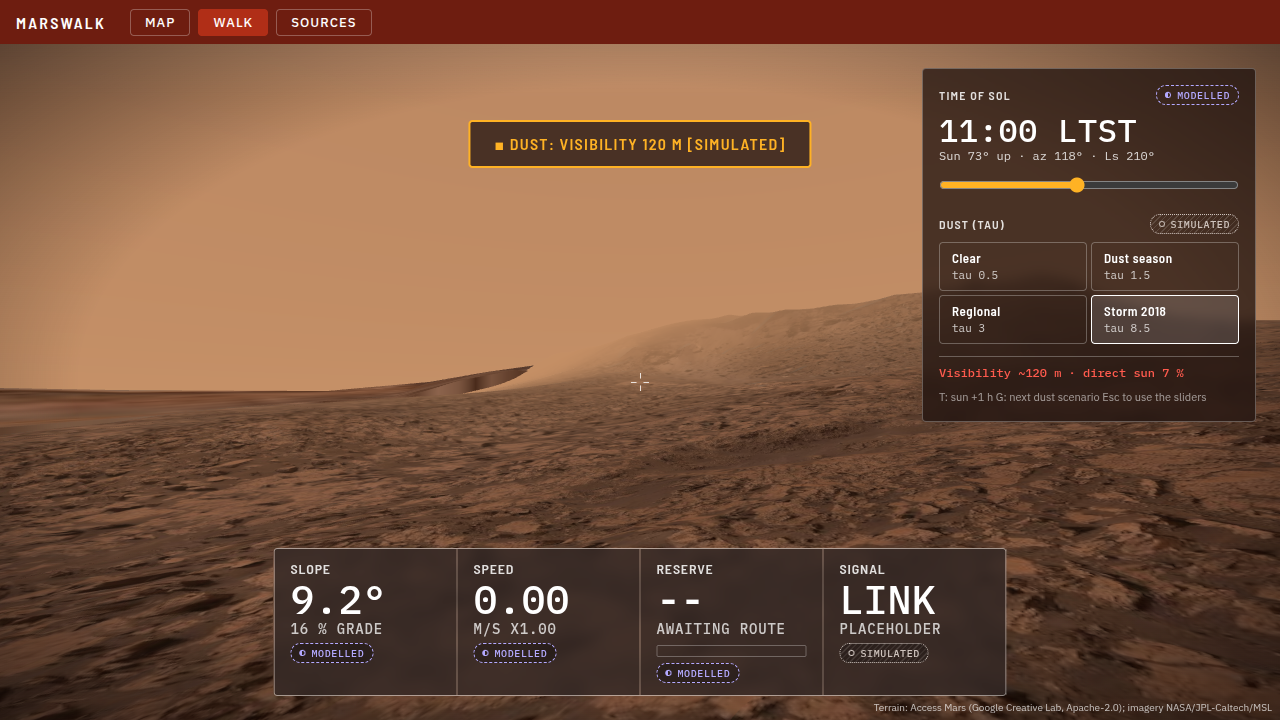 MARSWALK
MAP
WALK
SOURCES
DUST: VISIBILITY 120 M [SIMULATED]
TIME OF SOL
MODELLED
11:00 LTST
Sun 73° up · az 118° · Ls 210°
DUST (TAU)
SIMULATED
Clear
tau 0.5
Dust season
tau 1.5
Regional
tau 3
Storm 2018
tau 8.5
Visibility ~120 m · direct sun 7 %
T: sun +1 h G: next dust scenario Esc to use the sliders
SLOPE
9.2°
16 % GRADE
MODELLED
SPEED
0.00
M/S X1.00
MODELLED
RESERVE
--
AWAITING ROUTE
MODELLED
SIGNAL
LINK
PLACEHOLDER
SIMULATED
Terrain: Access Mars (Google Creative Lab, Apache-2.0); imagery NASA/JPL-Caltech/MSL